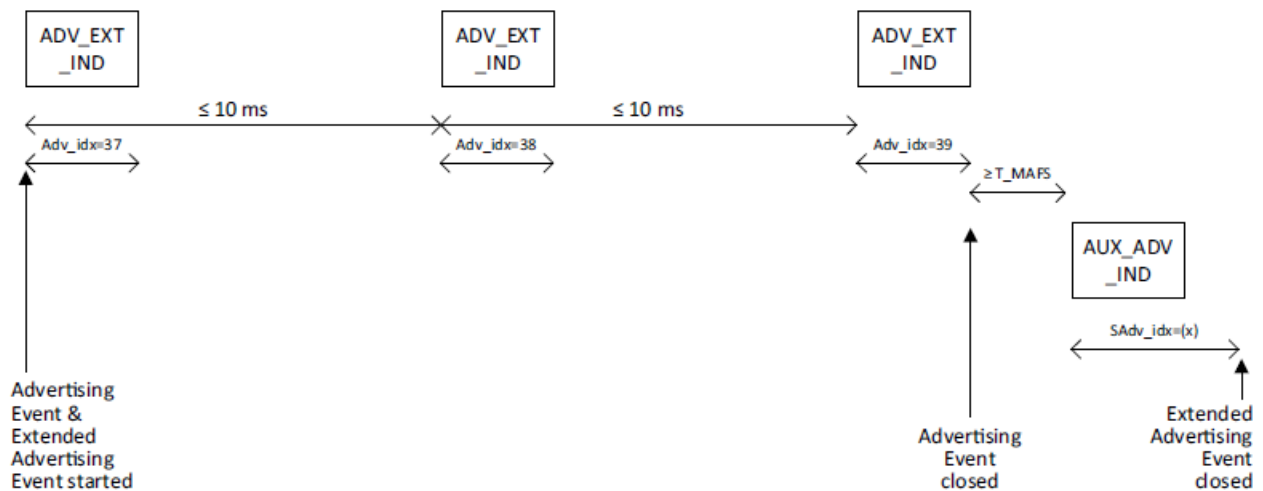 ADV_EXT
_IND
ADV_EXT
_IND
ADV_EXT
_IND
≤ 10 ms
≤ 10 ms
Adv_idx=37
Adv_idx=38
Adv_idx=39
≥T_MAFS
AUX_ADV
_IND
SAdv_idx=(x)
Advertising
Event &
Extended
Advertising
Event started
Advertising
Event
closed
Extended
Advertising
Event
closed